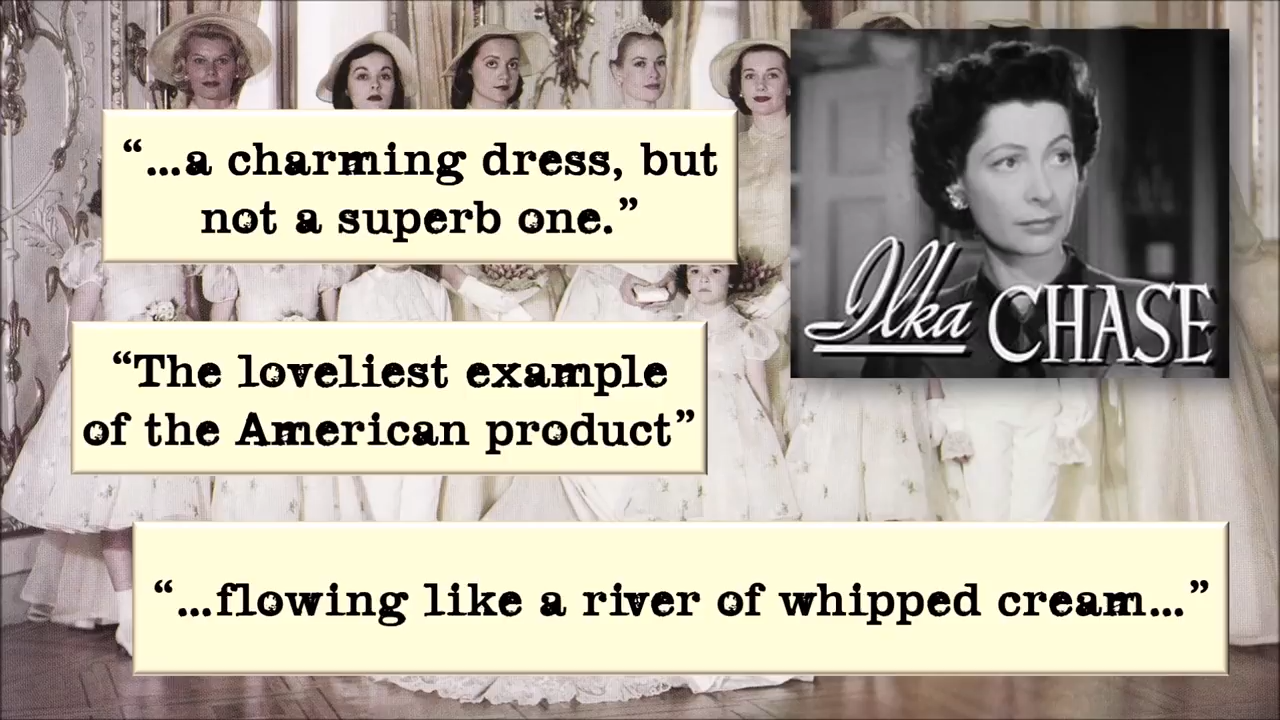 “...a charming dress, but
not a superb one.”
Ilka CHASE
“The loveliest example
of the American product”
“...flowing like a river of whipped cream...”